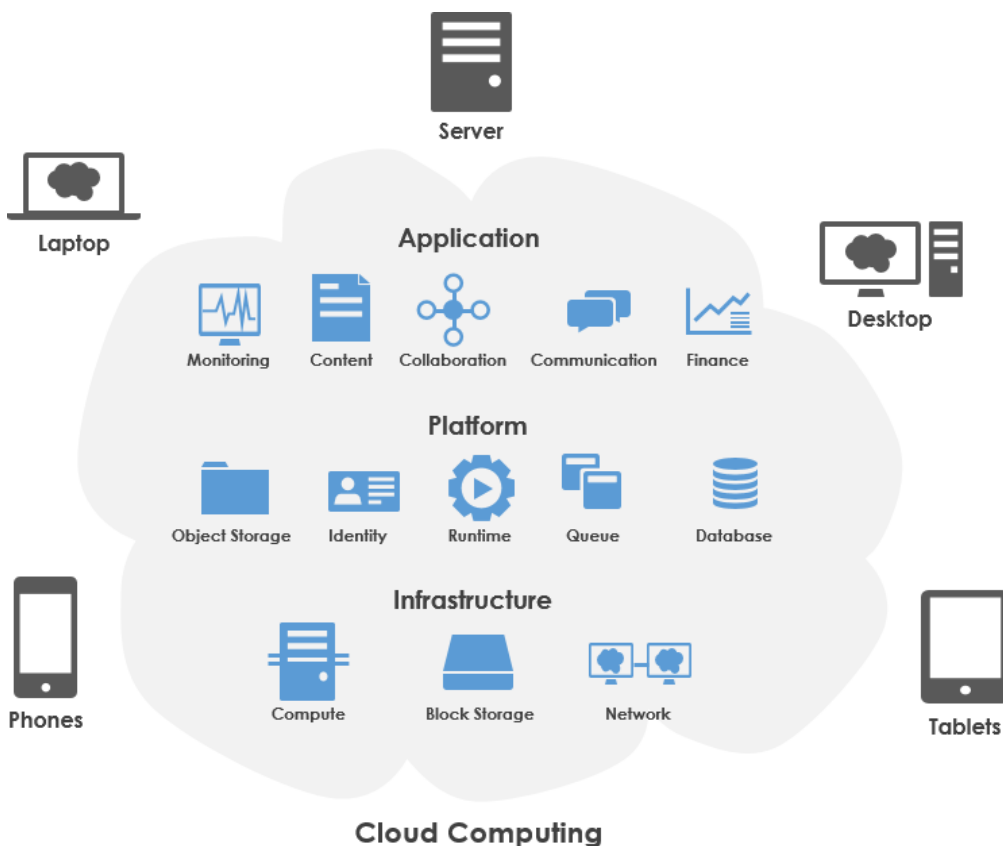 Server
Laptop
Application
Desktop
Monitoring Content Collaboration Communication Finance
Platform
Object Storage Identity Runtime Queue Database
Infrastructure
Compute Block Storage Network
Phones
Tablets
Cloud Computing